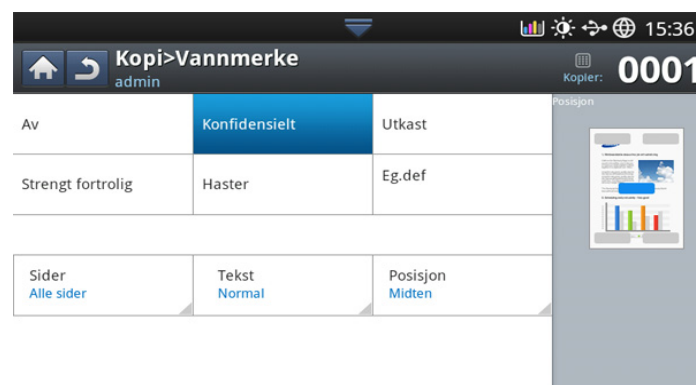 15:36
Kopi>Vannmerke
admin
Kopier: 0001
Av
Konfidensielt
Utkast
Posisjon
Strengt fortrolig
Haster
Eg.def
Sider
Alle sider
Tekst
Normal
Posisjon
Midten